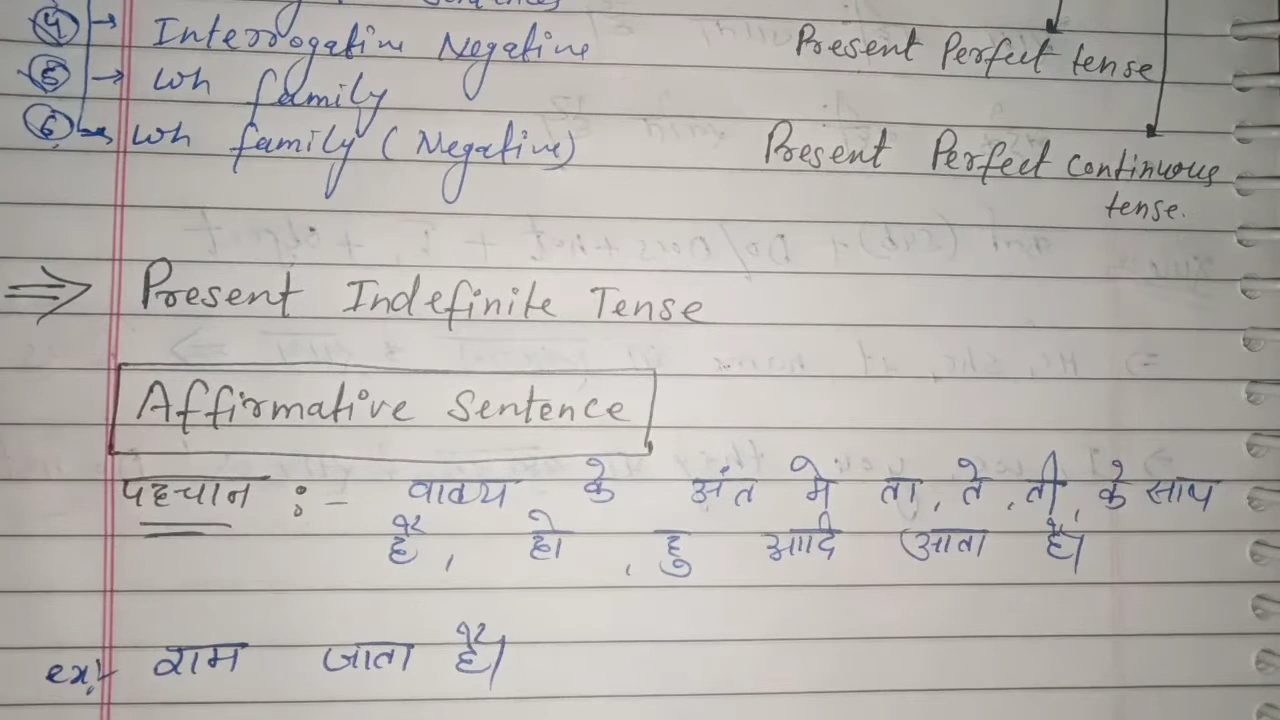 Sentences
④ → Interrogative Negative
⑤ → Wh family
⑥ → Wh family (Negative)
Present Perfect tense
Present Perfect continuous
tense.
⇒ Present Indefinite Tense
Affirmative Sentence
पहचान :- वाक्य के अंत मे ता, ते, ती, के साथ
है, हो, हु आदि आता है।
ex:- राम जाता है।